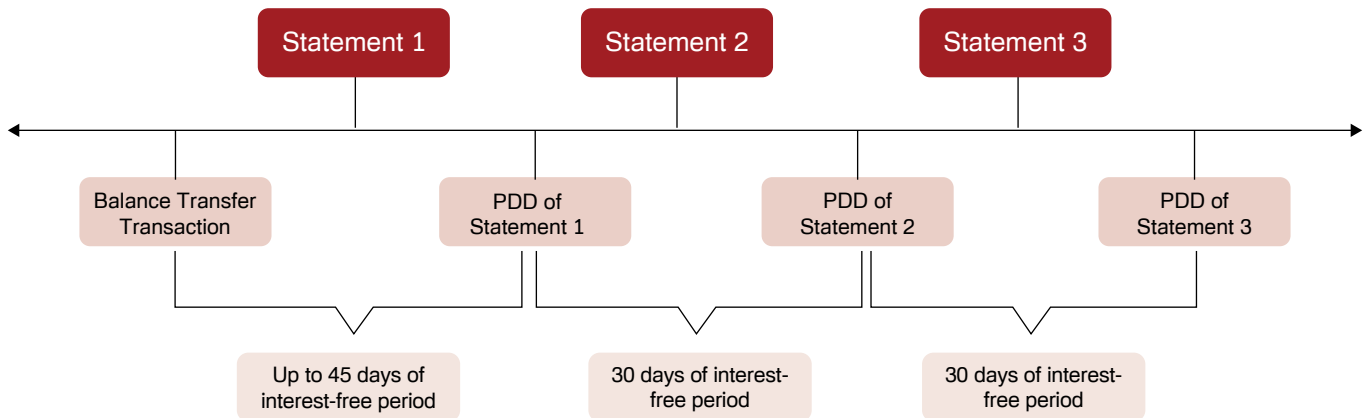 Statement 1
Statement 2
Statement 3
Balance Transfer
Transaction
PDD of
Statement 1
PDD of
Statement 2
PDD of
Statement 3
Up to 45 days of
interest-free period
30 days of interest-
free period
30 days of interest-
free period